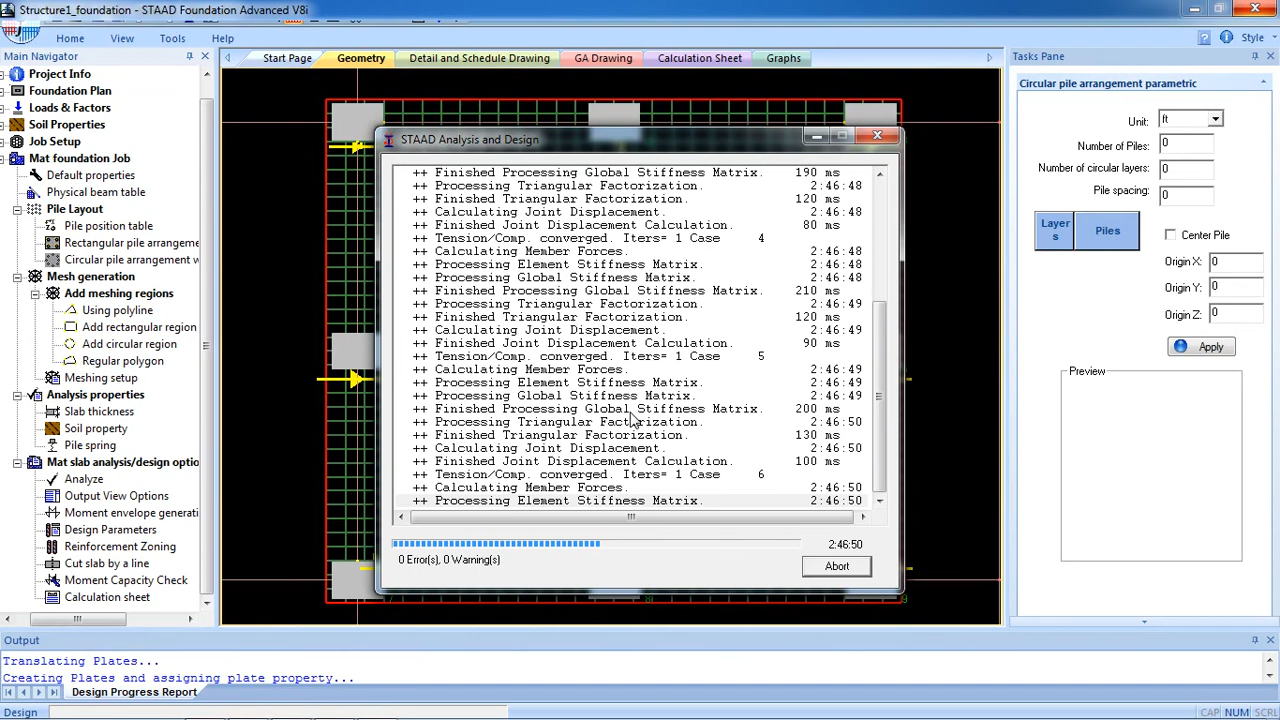 Structure1_foundation - STAAD Foundation Advanced V8i
Home
View
Tools
Help
Style
Main Navigator
Project Info
Foundation Plan
Loads & Factors
Soil Properties
Job Setup
Mat foundation Job
Default properties
Physical beam table
Pile Layout
Pile position table
Rectangular pile arrangeme
Circular pile arrangement w
Mesh generation
Add meshing regions
Using polyline
Add rectangular region
Add circular region
Regular polygon
Meshing setup
Analysis properties
Slab thickness
Soil property
Pile spring
Mat slab analysis/design optio
Analyze
Output View Options
Moment envelope generati
Design Parameters
Reinforcement Zoning
Cut slab by a line
Moment Capacity Check
Calculation sheet
Start Page
Geometry
Detail and Schedule Drawing
GA Drawing
Calculation Sheet
Graphs
STAAD Analysis and Design
++ Finished Processing Global Stiffness Matrix. 190 ms
++ Processing Triangular Factorization. 2:46:48
++ Finished Triangular Factorization. 120 ms
++ Calculating Joint Displacement. 2:46:48
++ Finished Joint Displacement Calculation. 80 ms
++ Tension/Comp. converged. Iters= 1 Case 4
++ Calculating Member Forces. 2:46:48
++ Processing Element Stiffness Matrix. 2:46:48
++ Processing Global Stiffness Matrix. 2:46:48
++ Finished Processing Global Stiffness Matrix. 210 ms
++ Processing Triangular Factorization. 2:46:49
++ Finished Triangular Factorization. 120 ms
++ Calculating Joint Displacement. 2:46:49
++ Finished Joint Displacement Calculation. 90 ms
++ Tension/Comp. converged. Iters= 1 Case 5
++ Calculating Member Forces. 2:46:49
++ Processing Element Stiffness Matrix. 2:46:49
++ Processing Global Stiffness Matrix. 2:46:49
++ Finished Processing Global Stiffness Matrix. 200 ms
++ Processing Triangular Factorization. 2:46:50
++ Finished Triangular Factorization. 130 ms
++ Calculating Joint Displacement. 2:46:50
++ Finished Joint Displacement Calculation. 100 ms
++ Tension/Comp. converged. Iters= 1 Case 6
++ Calculating Member Forces. 2:46:50
++ Processing Element Stiffness Matrix. 2:46:50
2:46:50
0 Error(s), 0 Warning(s)
Abort
Tasks Pane
Circular pile arrangement parametric
Unit: ft
Number of Piles: 0
Number of circular layers: 0
Pile spacing: 0
Layer
s
Piles
Center Pile
Origin X: 0
Origin Y: 0
Origin Z: 0
Apply
Preview
Output
Translating Plates...
Creating Plates and assigning plate property...
Design Progress Report
Design
CAP NUM SCRL